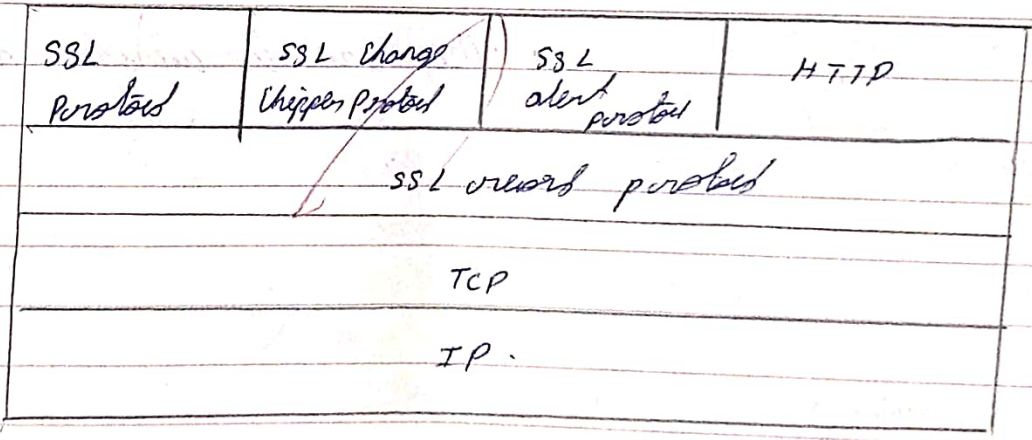 SSL
Protocol
SSL Change
Chipper Protocol
SSL
alert
protocol
HTTP
SSL record protocol
TCP
IP.